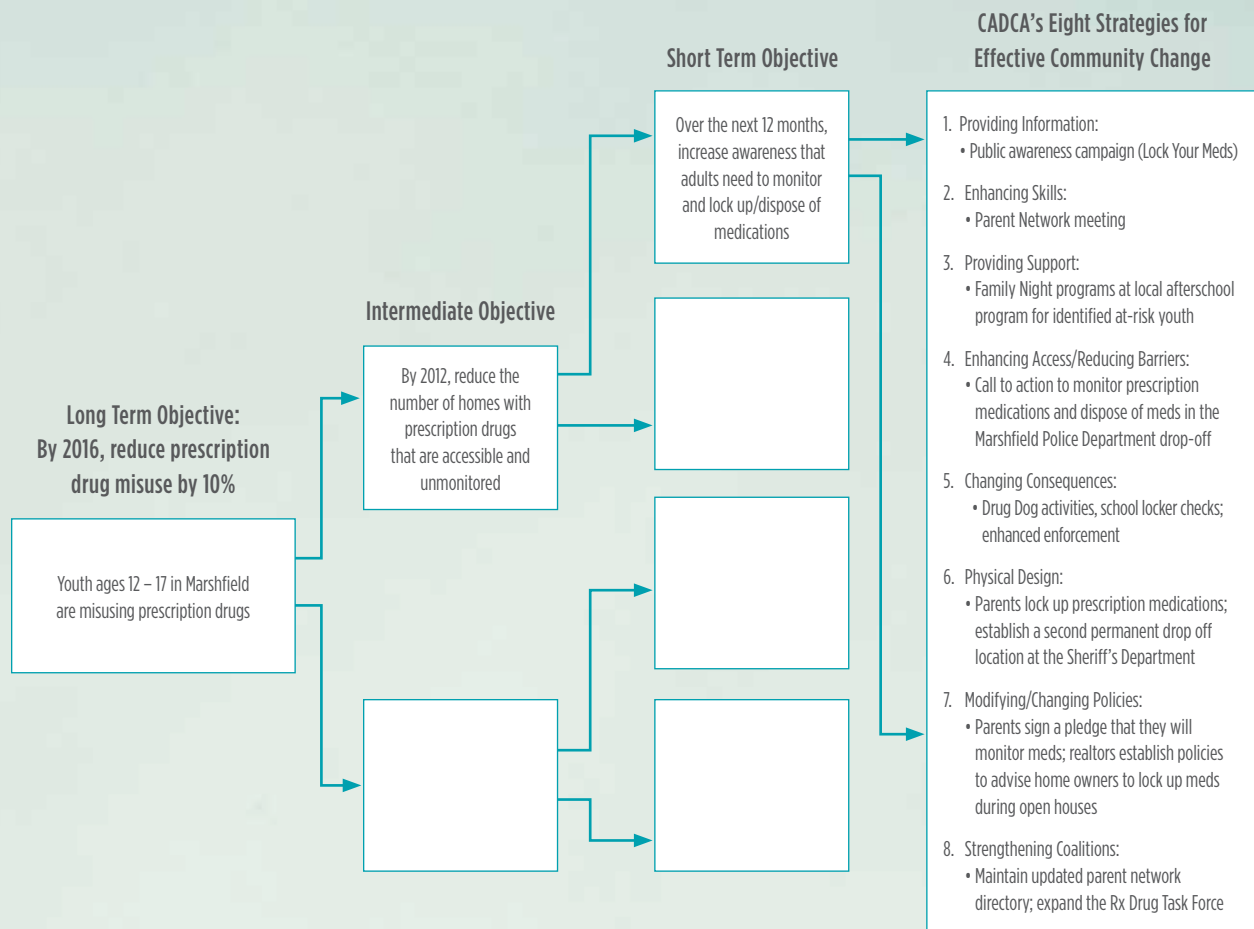 Long Term Objective:
By 2016, reduce prescription
drug misuse by 10%
Youth ages 12 – 17 in Marshfield
are misusing prescription drugs
Intermediate Objective
By 2012, reduce the
number of homes with
prescription drugs
that are accessible and
unmonitored
Short Term Objective
Over the next 12 months,
increase awareness that
adults need to monitor
and lock up/dispose of
medications
CADCA's Eight Strategies for
Effective Community Change
1. Providing Information:
• Public awareness campaign (Lock Your Meds)
2. Enhancing Skills:
• Parent Network meeting
3. Providing Support:
• Family Night programs at local afterschool
program for identified at-risk youth
4. Enhancing Access/Reducing Barriers:
• Call to action to monitor prescription
medications and dispose of meds in the
Marshfield Police Department drop-off
5. Changing Consequences:
• Drug Dog activities, school locker checks;
enhanced enforcement
6. Physical Design:
• Parents lock up prescription medications;
establish a second permanent drop off
location at the Sheriff's Department
7. Modifying/Changing Policies:
• Parents sign a pledge that they will
monitor meds; realtors establish policies
to advise home owners to lock up meds
during open houses
8. Strengthening Coalitions:
• Maintain updated parent network
directory; expand the Rx Drug Task Force